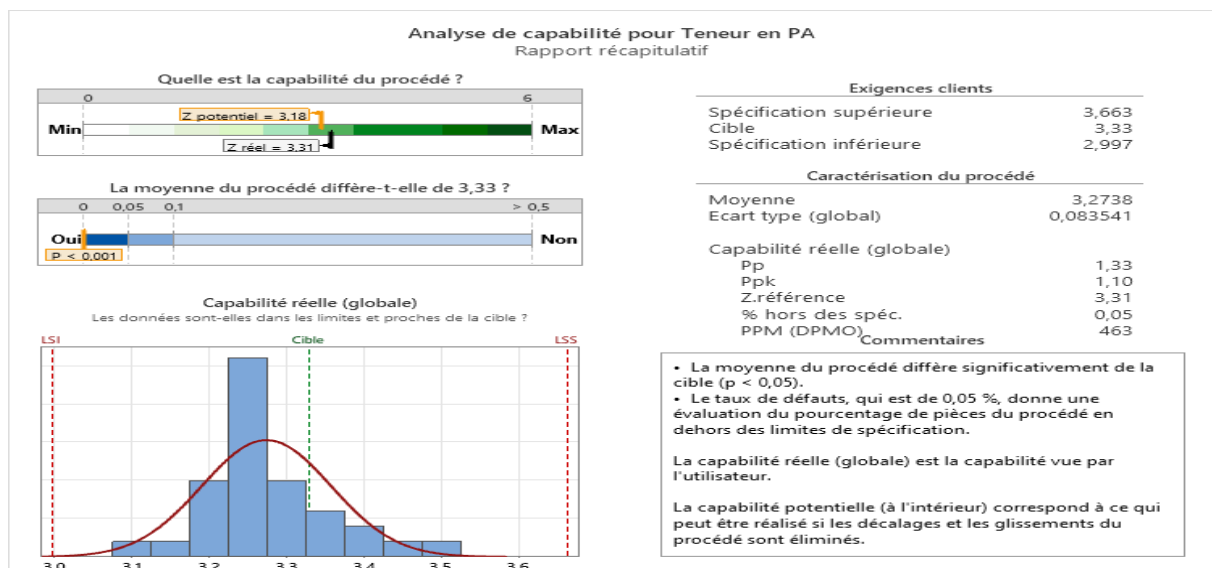 Analyse de capabilité pour Teneur en PA
Rapport récapitulatif
Quelle est la capabilité du procédé ?
0 6
Z potentiel = 3.18
Min Max
Z réel = 3.31
La moyenne du procédé diffère-t-elle de 3,33 ?
0 0,05 0,1 > 0,5
Oui Non
P < 0,001
Capabilité réelle (globale)
Les données sont-elles dans les limites et proches de la cible ?
LSI Cible LSS
3.0 3.1 3.2 3.3 3.4 3.5 3.6
Exigences clients
Spécification supérieure 3,663
Cible 3,33
Spécification inférieure 2,997
Caractérisation du procédé
Moyenne 3,2738
Ecart type (global) 0,083541
Capabilité réelle (globale)
Pp 1,33
Ppk 1,10
Z.référence 3,31
% hors des spéc. 0,05
PPM (DPMO) 463
Commentaires
• La moyenne du procédé diffère significativement de la
cible (p < 0,05).
• Le taux de défauts, qui est de 0,05 %, donne une
évaluation du pourcentage de pièces du procédé en
dehors des limites de spécification.
La capabilité réelle (globale) est la capabilité vue par
l'utilisateur.
La capabilité potentielle (à l'intérieur) correspond à ce qui
peut être réalisé si les décalages et les glissements du
procédé sont éliminés.